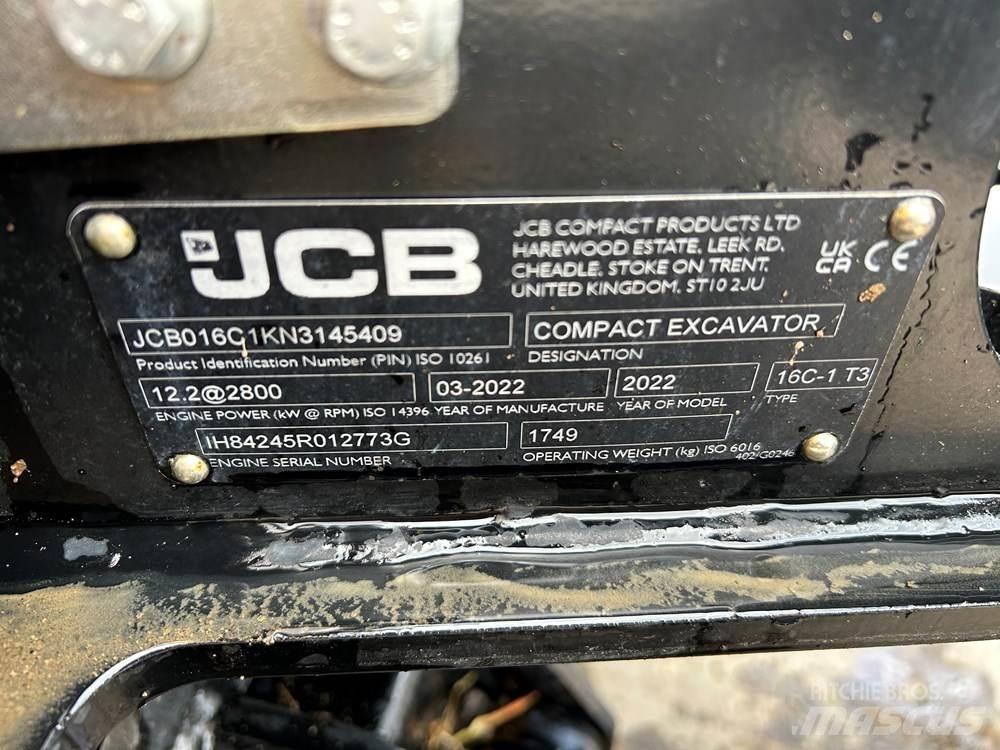 JCB
JCB COMPACT PRODUCTS LTD
HAREWOOD ESTATE, LEEK RD,
CHEADLE, STOKE ON TRENT,
UNITED KINGDOM, ST10 2JU
UK
CA
CE
JCB016C1KN3145409
Product Identification Number (PIN) ISO 10261
COMPACT EXCAVATOR
DESIGNATION
12.2@2800
ENGINE POWER (kW @ RPM) ISO 14396
03-2022
YEAR OF MANUFACTURE
2022
YEAR OF MODEL
16C-1 T3
TYPE
IH84245R012773G
ENGINE SERIAL NUMBER
1749
OPERATING WEIGHT (kg) ISO 6016
402/G0246
RITCHIE BROS.
MASCUS